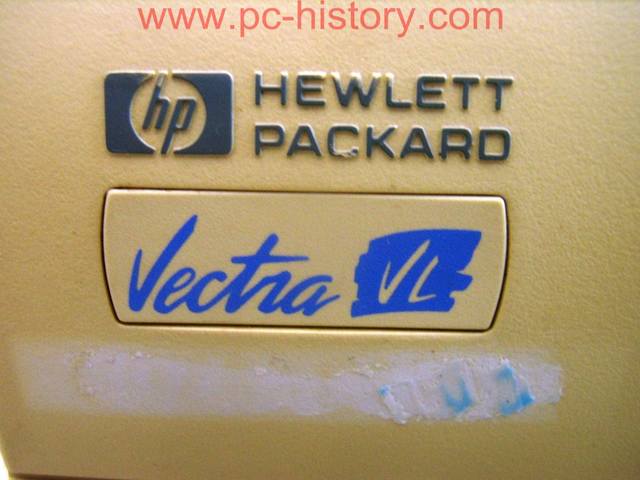 www.pc-history.com
hp HEWLETT
PACKARD
Vectra VL